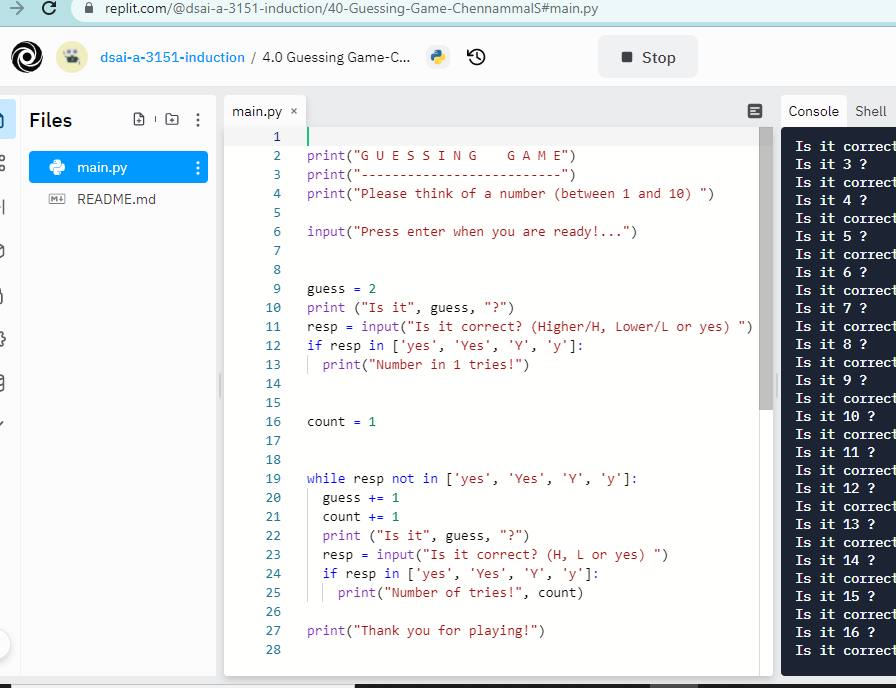 replit.com/@dsai-a-3151-induction/40-Guessing-Game-ChennammalS#main.py
dsai-a-3151-induction / 4.0 Guessing Game-C...
Stop
Files
main.py
README.md
main.py ×
Console
Shell
1
2 print("G U E S S I N G    G A M E")
3 print("--------------------------")
4 print("Please think of a number (between 1 and 10) ")
5
6 input("Press enter when you are ready!...")
7
8
9 guess = 2
10 print ("Is it", guess, "?")
11 resp = input("Is it correct? (Higher/H, Lower/L or yes) ")
12 if resp in ['yes', 'Yes', 'Y', 'y']:
13   print("Number in 1 tries!")
14
15
16 count = 1
17
18
19 while resp not in ['yes', 'Yes', 'Y', 'y']:
20   guess += 1
21   count += 1
22   print ("Is it", guess, "?")
23   resp = input("Is it correct? (H, L or yes) ")
24   if resp in ['yes', 'Yes', 'Y', 'y']:
25     print("Number of tries!", count)
26
27 print("Thank you for playing!")
28
Is it correct
Is it 3 ?
Is it correct
Is it 4 ?
Is it correct
Is it 5 ?
Is it correct
Is it 6 ?
Is it correct
Is it 7 ?
Is it correct
Is it 8 ?
Is it correct
Is it 9 ?
Is it correct
Is it 10 ?
Is it correct
Is it 11 ?
Is it correct
Is it 12 ?
Is it correct
Is it 13 ?
Is it correct
Is it 14 ?
Is it correct
Is it 15 ?
Is it correct
Is it 16 ?
Is it correct